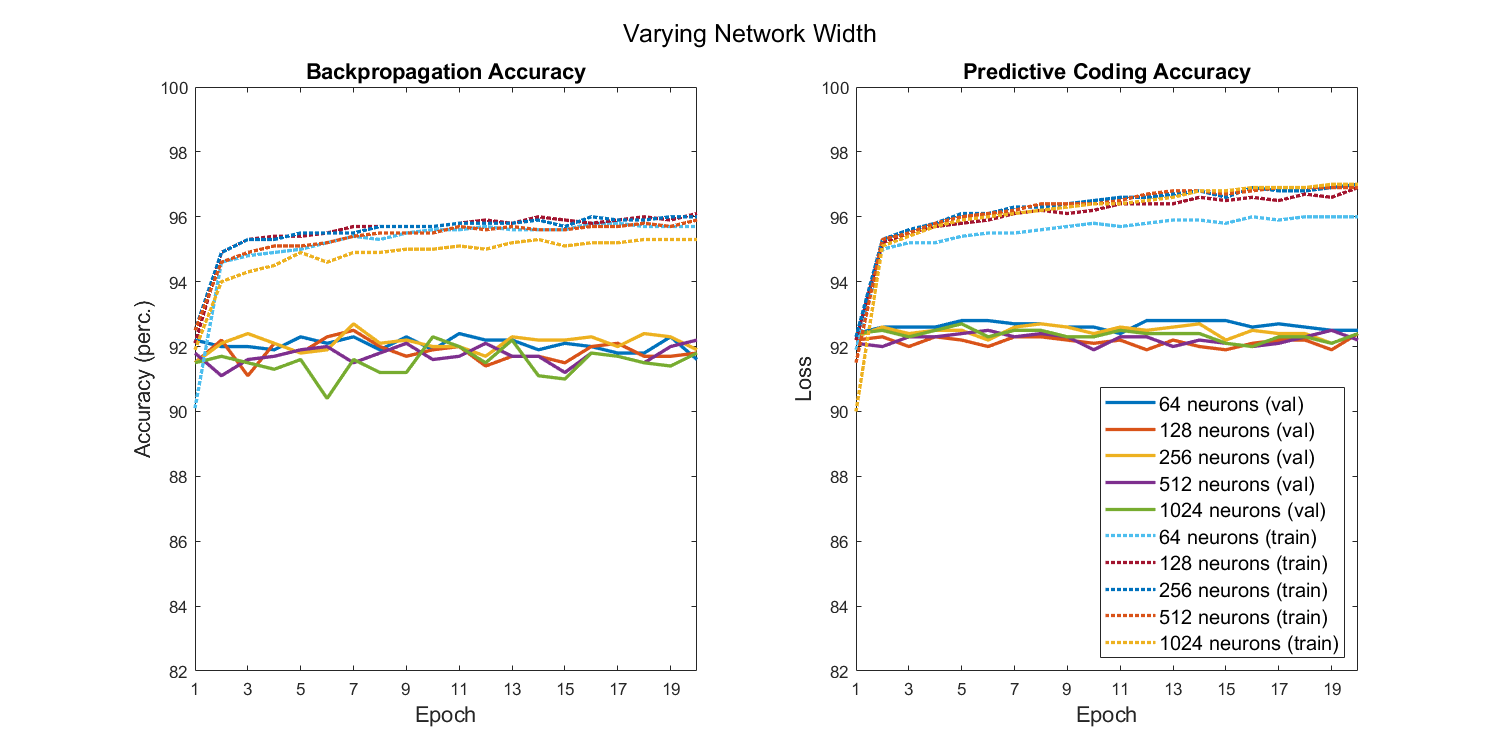 Varying Network Width
Backpropagation Accuracy
100
98
96
94
92
90
88
86
84
82
1 3 5 7 9 11 13 15 17 19
Accuracy (perc.)
Epoch
Predictive Coding Accuracy
100
98
96
94
92
90
88
86
84
82
1 3 5 7 9 11 13 15 17 19
Loss
Epoch
64 neurons (val)
128 neurons (val)
256 neurons (val)
512 neurons (val)
1024 neurons (val)
64 neurons (train)
128 neurons (train)
256 neurons (train)
512 neurons (train)
1024 neurons (train)